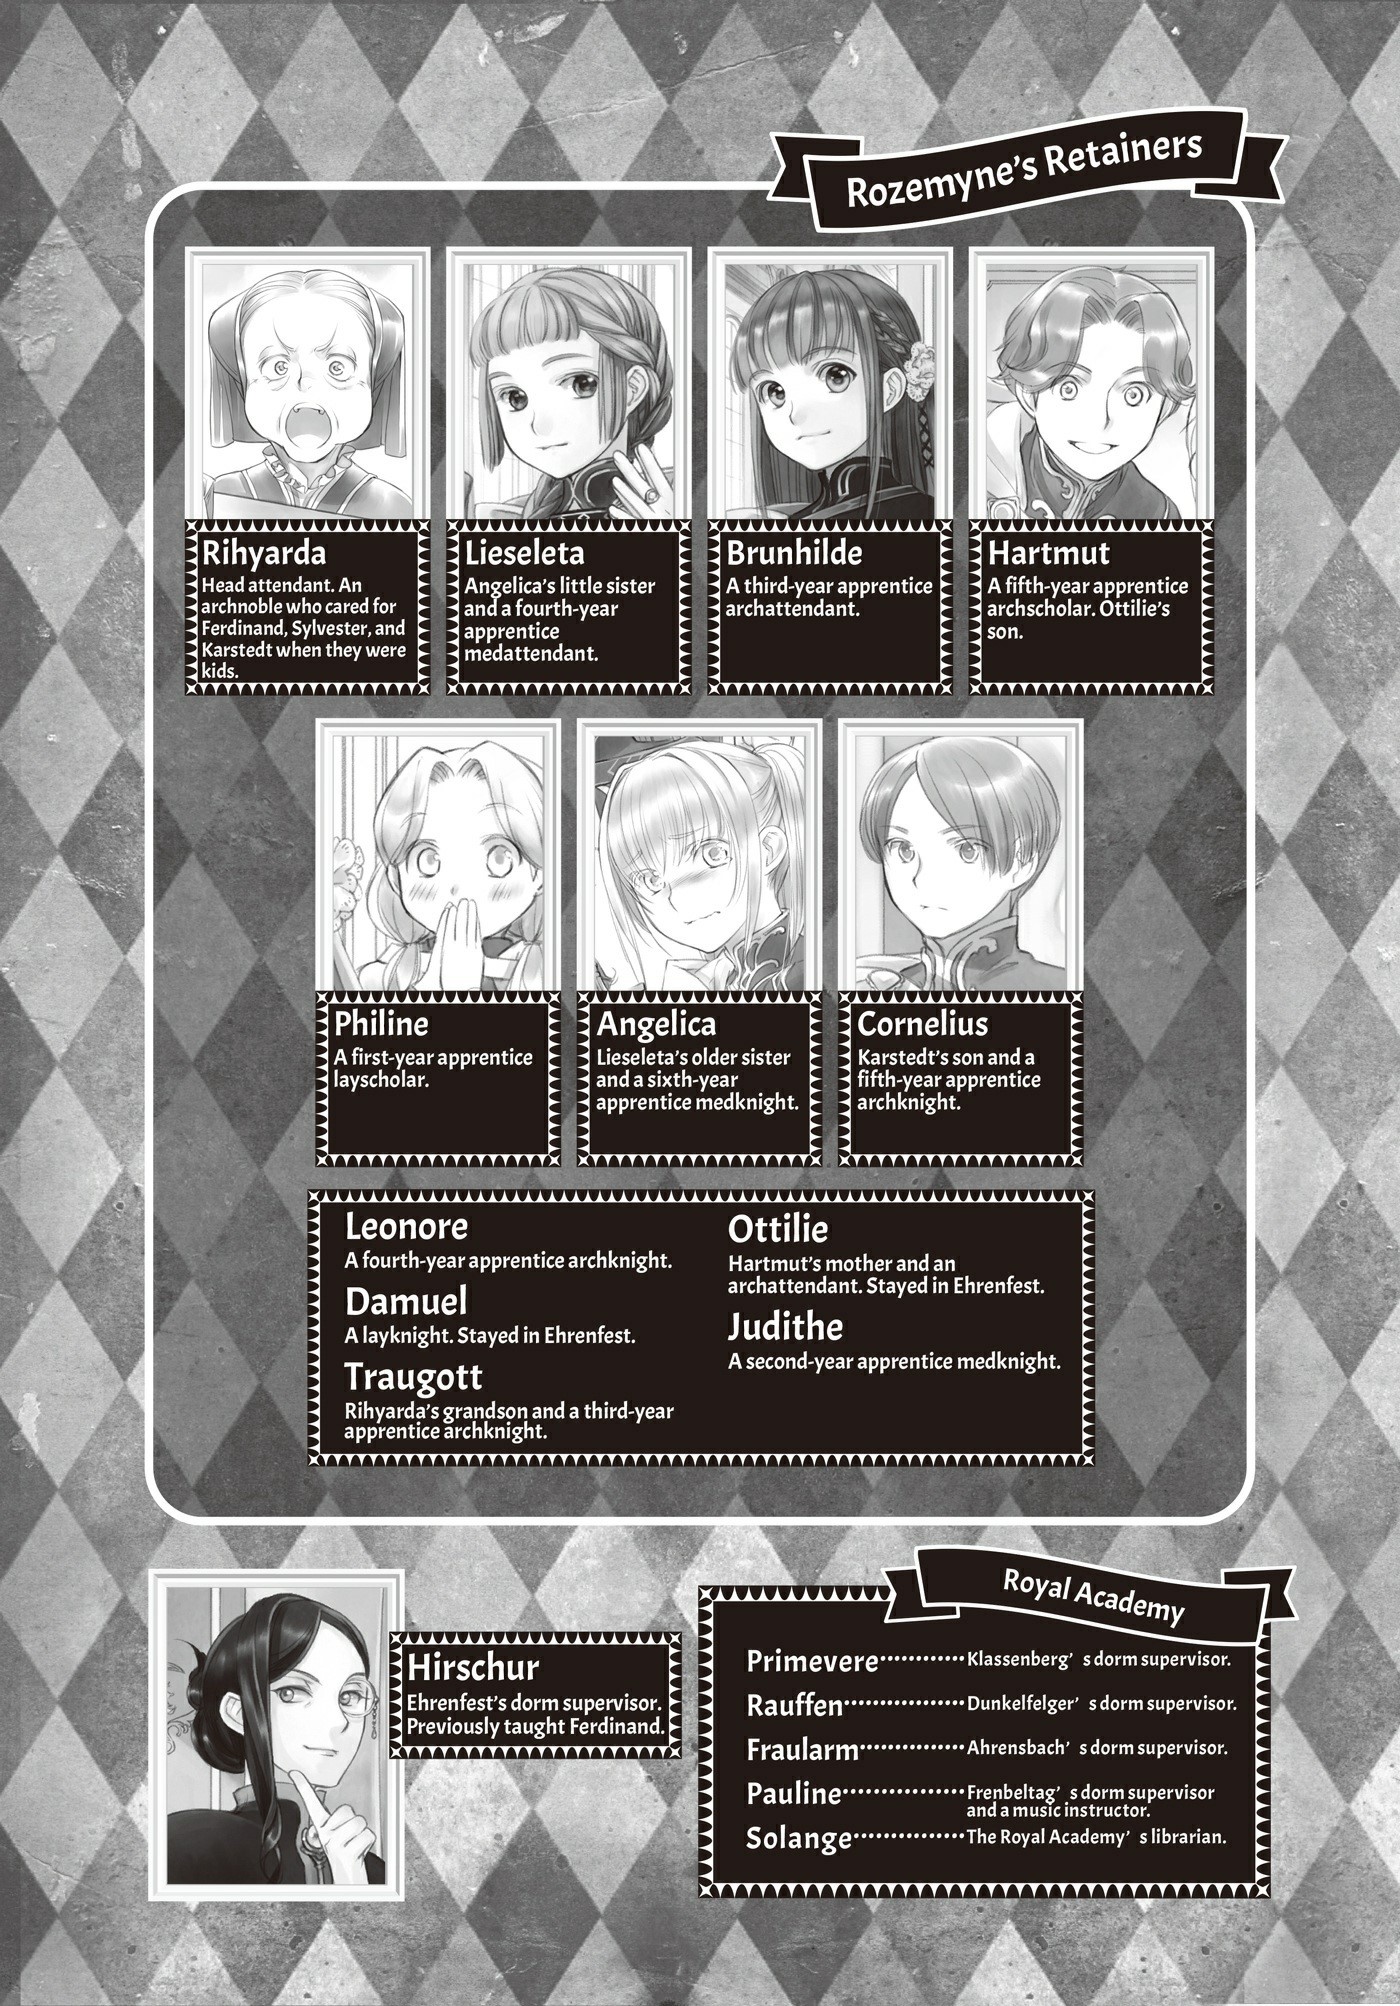 Rozemyne's Retainers
Rihyarda
Head attendant. An
archnoble who cared for
Ferdinand, Sylvester, and
Karstedt when they were
kids.
Lieseleta
Angelica's little sister
and a fourth-year
apprentice
medattendant.
Brunhilde
A third-year apprentice
archattendant.
Hartmut
A fifth-year apprentice
archscholar. Ottilie's
son.
Philine
A first-year apprentice
layscholar.
Angelica
Lieseleta's older sister
and a sixth-year
apprentice medknight.
Cornelius
Karstedt's son and a
fifth-year apprentice
archknight.
Leonore
A fourth-year apprentice archknight.
Damuel
A layknight. Stayed in Ehrenfest.
Traugott
Rihyarda's grandson and a third-year
apprentice archknight.
Ottilie
Hartmut's mother and an
archattendant. Stayed in Ehrenfest.
Judithe
A second-year apprentice medknight.
Hirschur
Ehrenfest's dorm supervisor.
Previously taught Ferdinand.
Royal Academy
Primevere············Klassenberg's dorm supervisor.
Rauffen···············Dunkelfelger's dorm supervisor.
Fraularm·············Ahrensbach's dorm supervisor.
Pauline···············Frenbeltag's dorm supervisor
and a music instructor.
Solange··············The Royal Academy's librarian.